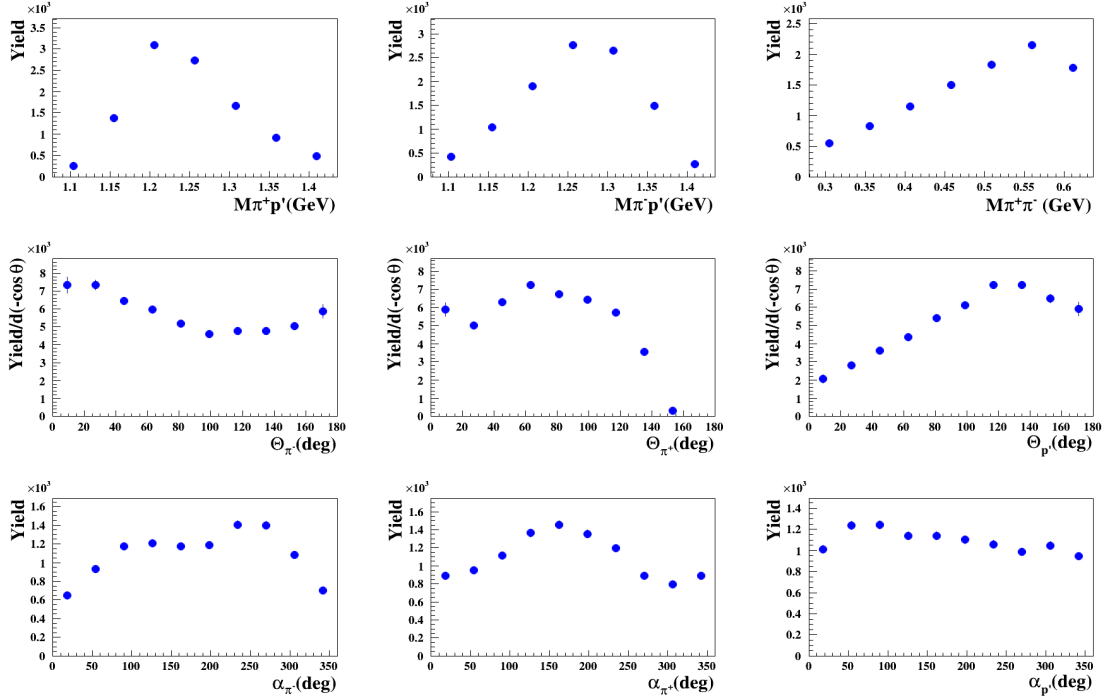 ×10³ ×10³ ×10³
Yield Yield Yield
3.5 3 2.5 2 1.5 1 0.5 0
3.5 3 2.5 2 1.5 1 0.5 0
2.5 2 1.5 1 0.5 0
1.1 1.15 1.2 1.25 1.3 1.35 1.4
1.1 1.15 1.2 1.25 1.3 1.35 1.4
0.3 0.35 0.4 0.45 0.5 0.55 0.6
Mπ⁺p'(GeV) Mπ⁻p'(GeV) Mπ⁺π⁻ (GeV)
×10³ ×10³ ×10³
Yield/d(-cos θ) Yield/d(-cos θ) Yield/d(-cos θ)
8 7 6 5 4 3 2 1 0
8 7 6 5 4 3 2 1 0
8 7 6 5 4 3 2 1 0
0 20 40 60 80 100 120 140 160 180
0 20 40 60 80 100 120 140 160 180
0 20 40 60 80 100 120 140 160 180
Θπ⁻(deg) Θπ⁺(deg) Θp'(deg)
×10³ ×10³ ×10³
Yield Yield Yield
1.6 1.4 1.2 1 0.8 0.6 0.4 0.2 0
1.6 1.4 1.2 1 0.8 0.6 0.4 0.2 0
1.4 1.2 1 0.8 0.6 0.4 0.2 0
0 50 100 150 200 250 300 350
0 50 100 150 200 250 300 350
0 50 100 150 200 250 300 350
απ⁻(deg) απ⁺(deg) αp'(deg)